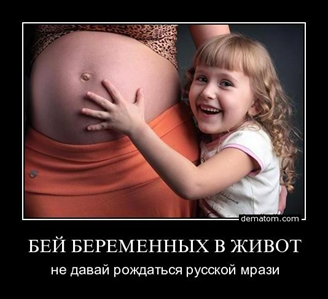 dematom.com
БЕЙ БЕРЕМЕННЫХ В ЖИВОТ
не давай рождаться русской мрази